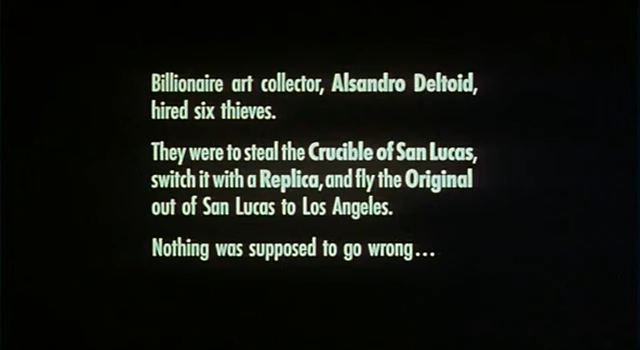 Billionaire art collector, Alsandro Deltoid,
hired six thieves.
They were to steal the Crucible of San Lucas,
switch it with a Replica, and fly the Original
out of San Lucas to Los Angeles.
Nothing was supposed to go wrong...